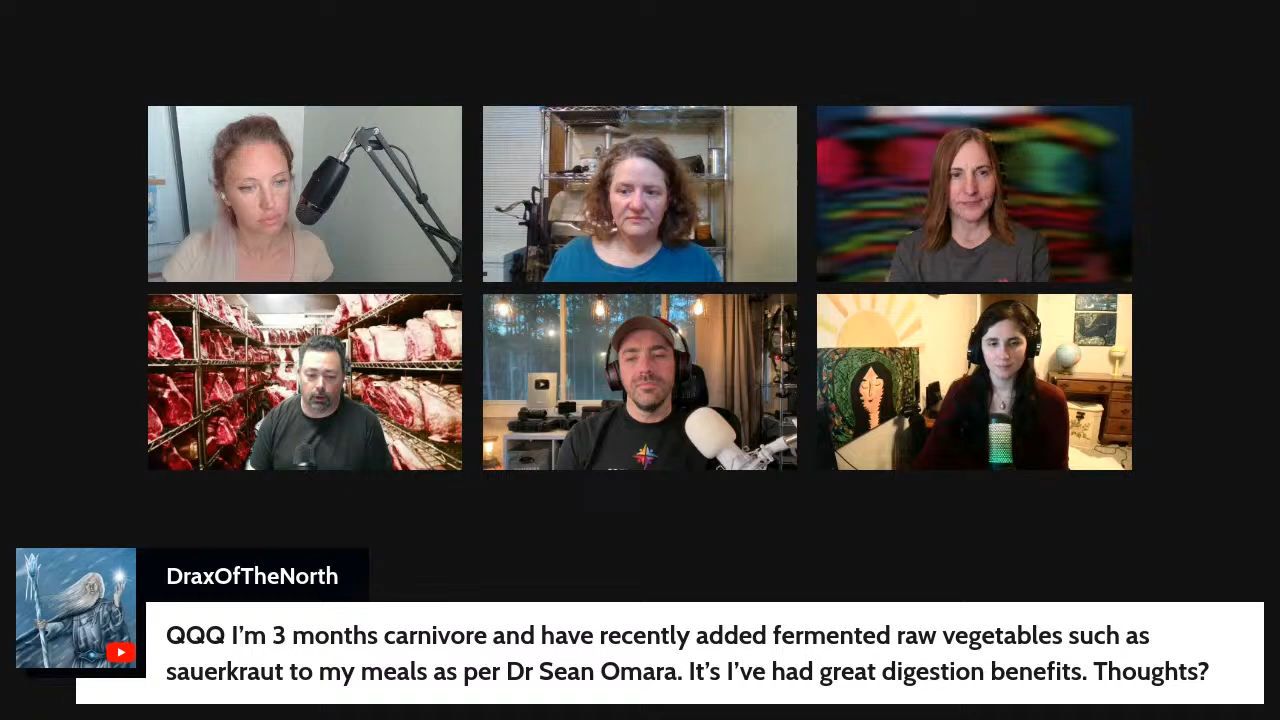 DraxOfTheNorth
QQQ I’m 3 months carnivore and have recently added fermented raw vegetables such as
sauerkraut to my meals as per Dr Sean Omara. It’s I’ve had great digestion benefits. Thoughts?